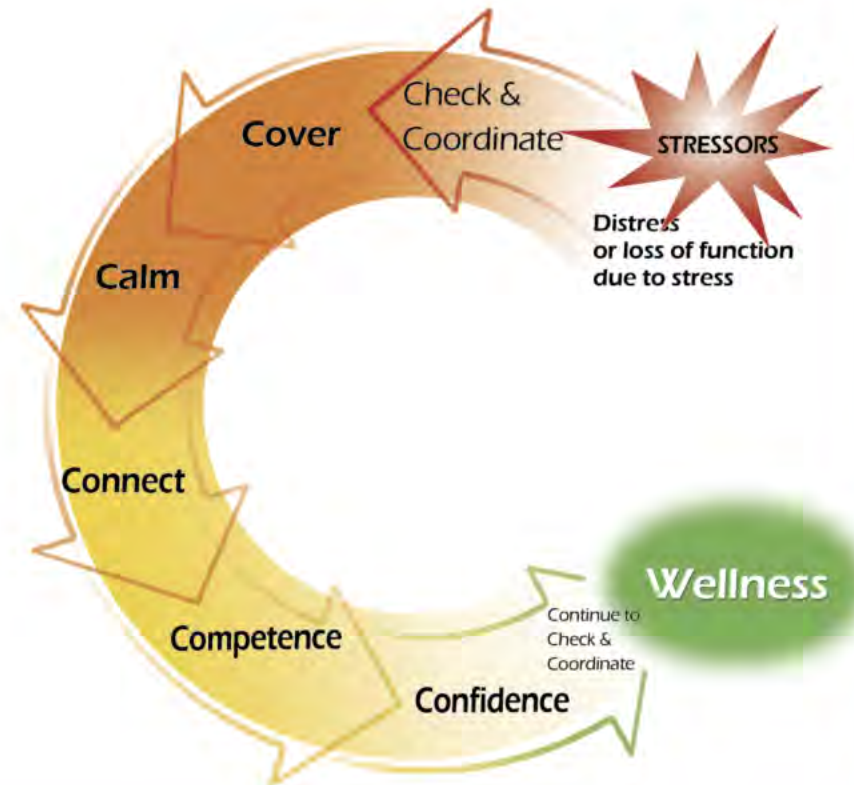 STRESSORS
Distress
or loss of function
due to stress
Check &
Coordinate
Cover
Calm
Connect
Competence
Confidence
Continue to
Check &
Coordinate
Wellness